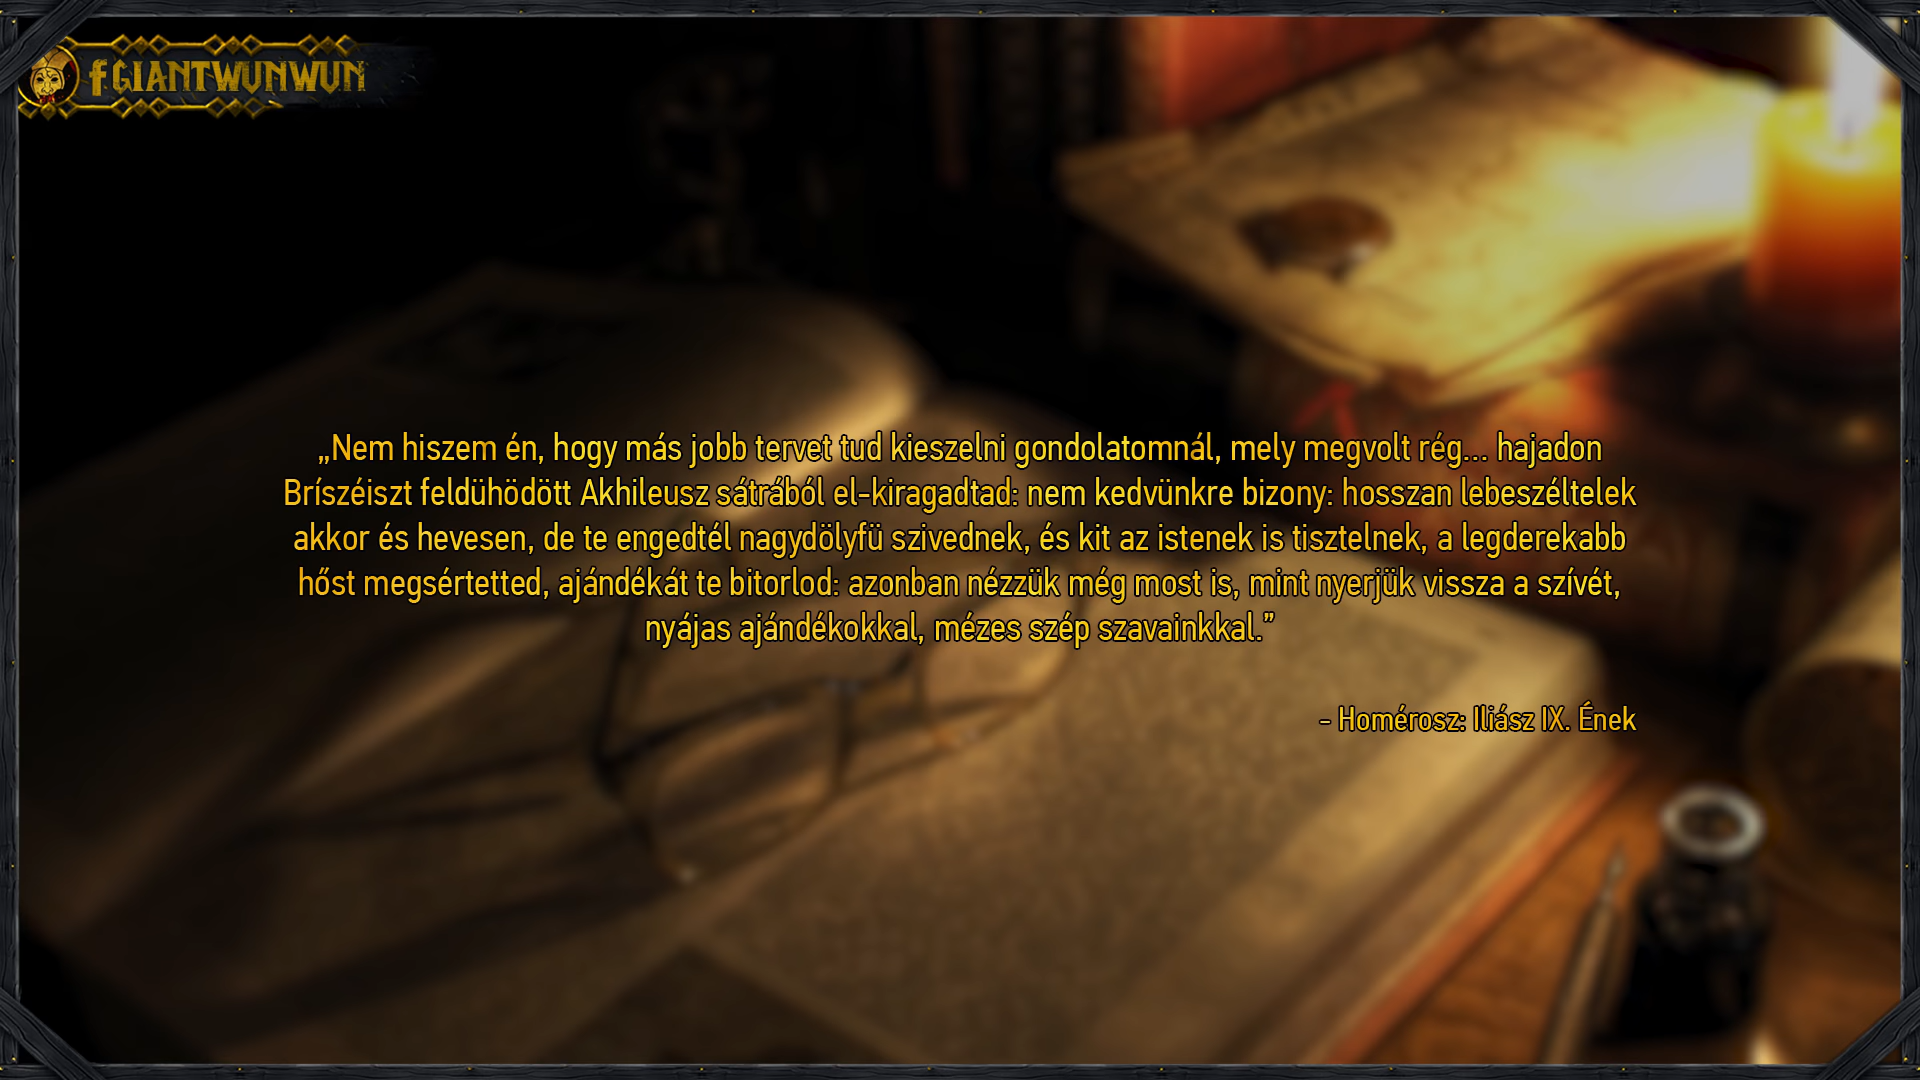 fGIANTWUNWUN
„Nem hiszem én, hogy más jobb tervet tud kieszelni gondolatomnál, mely megvolt rég... hajadon
Bríszéiszt feldühödött Akhileusz sátrából el-kiragadtad: nem kedvünkre bizony: hosszan lebeszéltelek
akkor és hevesen, de te engedtél nagydölyfü szivednek, és kit az istenek is tisztelnek, a legderekabb
hőst megsértetted, ajándékát te bitorlod: azonban nézzük még most is, mint nyerjük vissza a szívét,
nyájas ajándékokkal, mézes szép szavainkkal.”
- Homérosz: Iliász IX. Ének